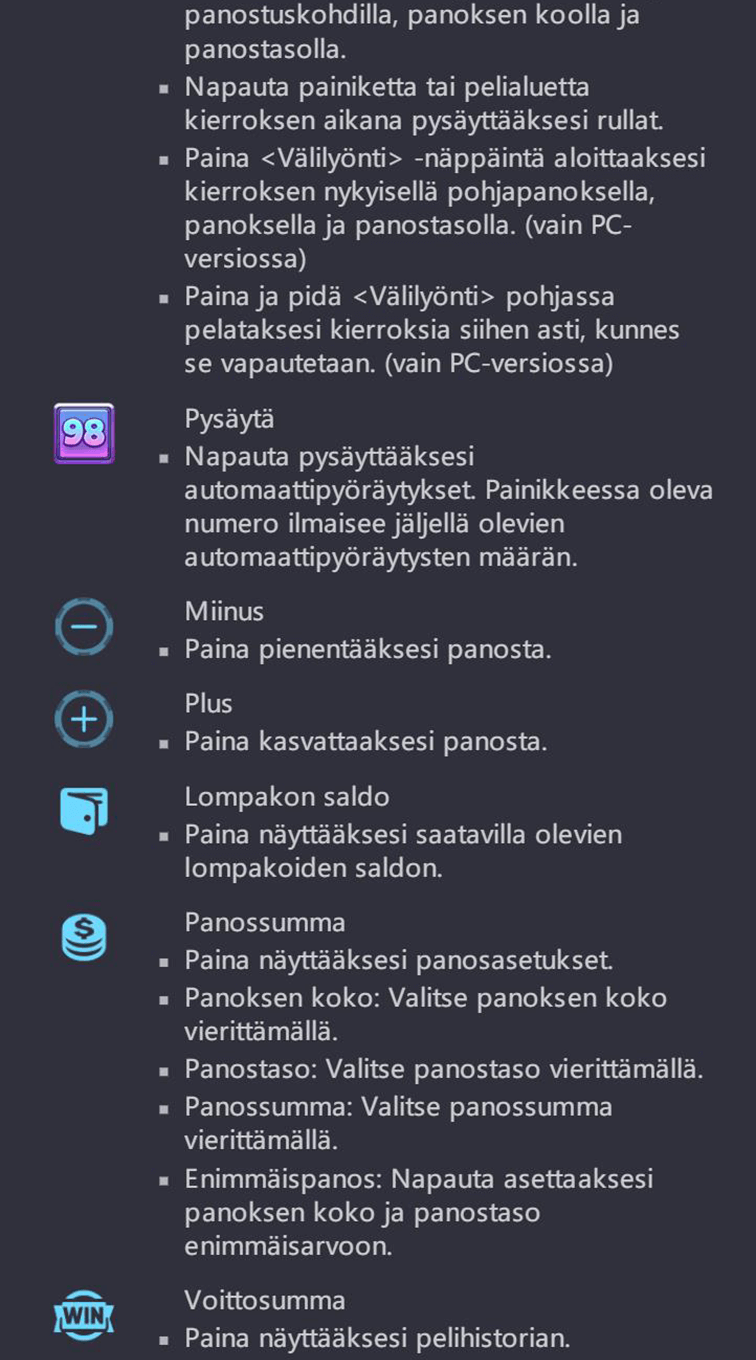 panostuskohdilla, panoksen koolla ja
panostasolla.
▪ Napauta painiketta tai pelialuetta
kierroksen aikana pysäyttääksesi rullat.
▪ Paina <Välilyönti> -näppäintä aloittaaksesi
kierroksen nykyisellä pohjapanoksella,
panoksella ja panostasolla. (vain PC-
versiossa)
▪ Paina ja pidä <Välilyönti> pohjassa
pelataksesi kierroksia siihen asti, kunnes
se vapautetaan. (vain PC-versiossa)
98
Pysäytä
▪ Napauta pysäyttääksesi
automaattipyöräytykset. Painikkeessa oleva
numero ilmaisee jäljellä olevien
automaattipyöräytysten määrän.
Miinus
▪ Paina pienentääksesi panosta.
Plus
▪ Paina kasvattaaksesi panosta.
Lompakon saldo
▪ Paina näyttääksesi saatavilla olevien
lompakoiden saldon.
$
Panossumma
▪ Paina näyttääksesi panosasetukset.
▪ Panoksen koko: Valitse panoksen koko
vierittämällä.
▪ Panostaso: Valitse panostaso vierittämällä.
▪ Panossumma: Valitse panossumma
vierittämällä.
▪ Enimmäispanos: Napauta asettaaksesi
panoksen koko ja panostaso
enimmäisarvoon.
WIN
Voittosumma
▪ Paina näyttääksesi pelihistorian.